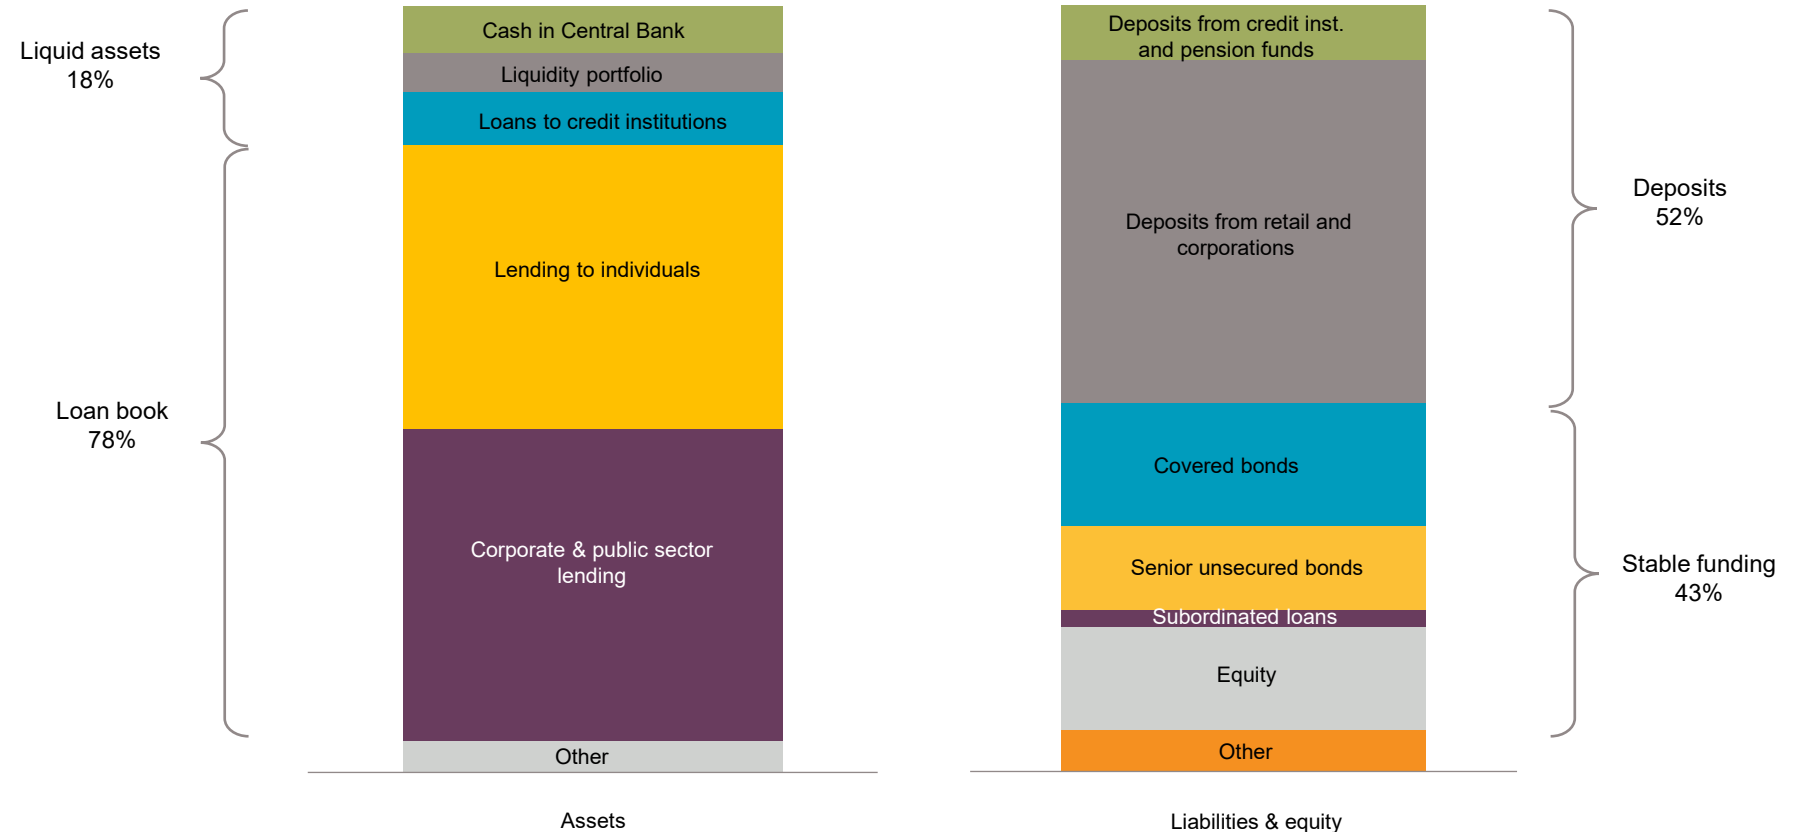 Liquid assets
18%
Loan book
78%
Cash in Central Bank
Liquidity portfolio
Loans to credit institutions
Lending to individuals
Corporate & public sector
lending
Other
Assets
Deposits from credit inst.
and pension funds
Deposits from retail and
corporations
Covered bonds
Senior unsecured bonds
Subordinated loans
Equity
Other
Liabilities & equity
Deposits
52%
Stable funding
43%